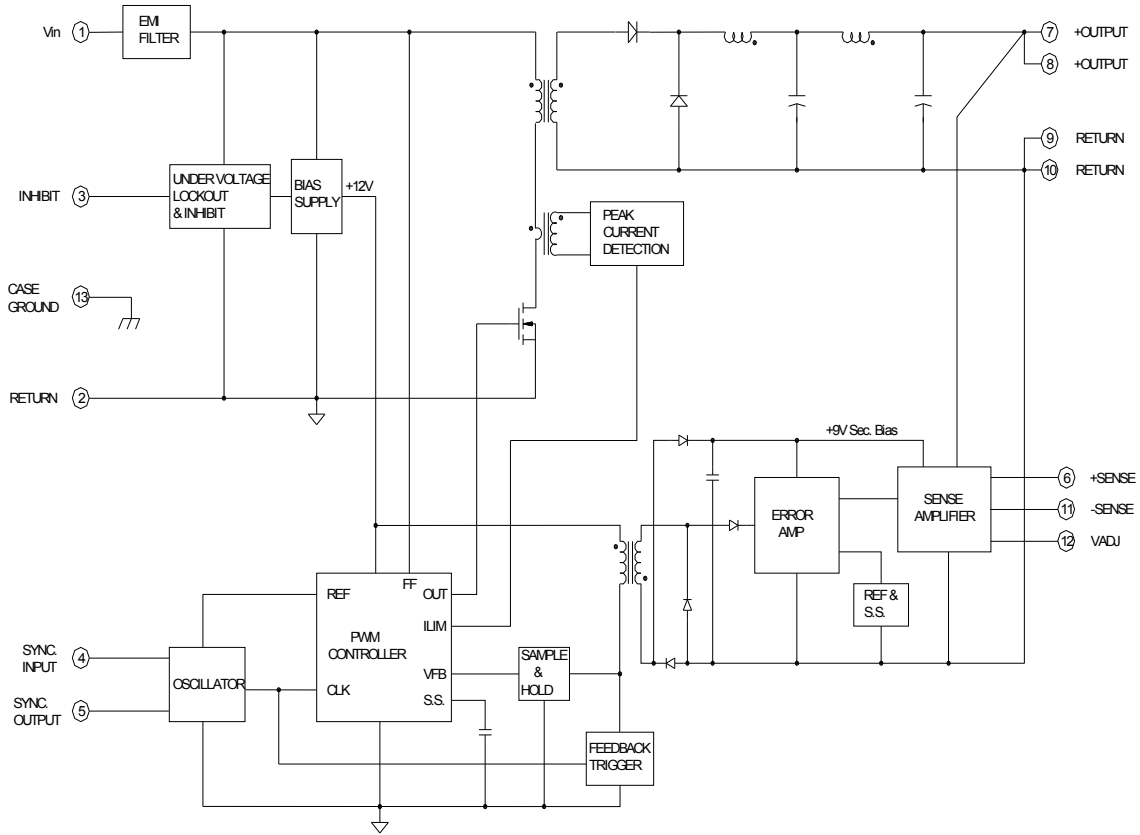 Vin
1
EMI
FILTER
7
+OUTPUT
8
+OUTPUT
9
RETURN
10
RETURN
INHIBIT
3
UNDER VOLTAGE
LOCKOUT
& INHIBIT
BIAS
SUPPLY
+12V
PEAK
CURRENT
DETECTION
CASE
GROUND
13
RETURN
2
+9V Sec. Bias
ERROR
AMP
SENSE
AMPLIFIER
6
+SENSE
11
-SENSE
12
VADJ
REF &
S.S.
SYNC.
INPUT
4
SYNC.
OUTPUT
5
OSCILLATOR
REF
FF
OUT
ILIM
PWM
CONTROLLER
VFB
CLK
S.S.
SAMPLE
&
HOLD
FEEDBACK
TRIGGER